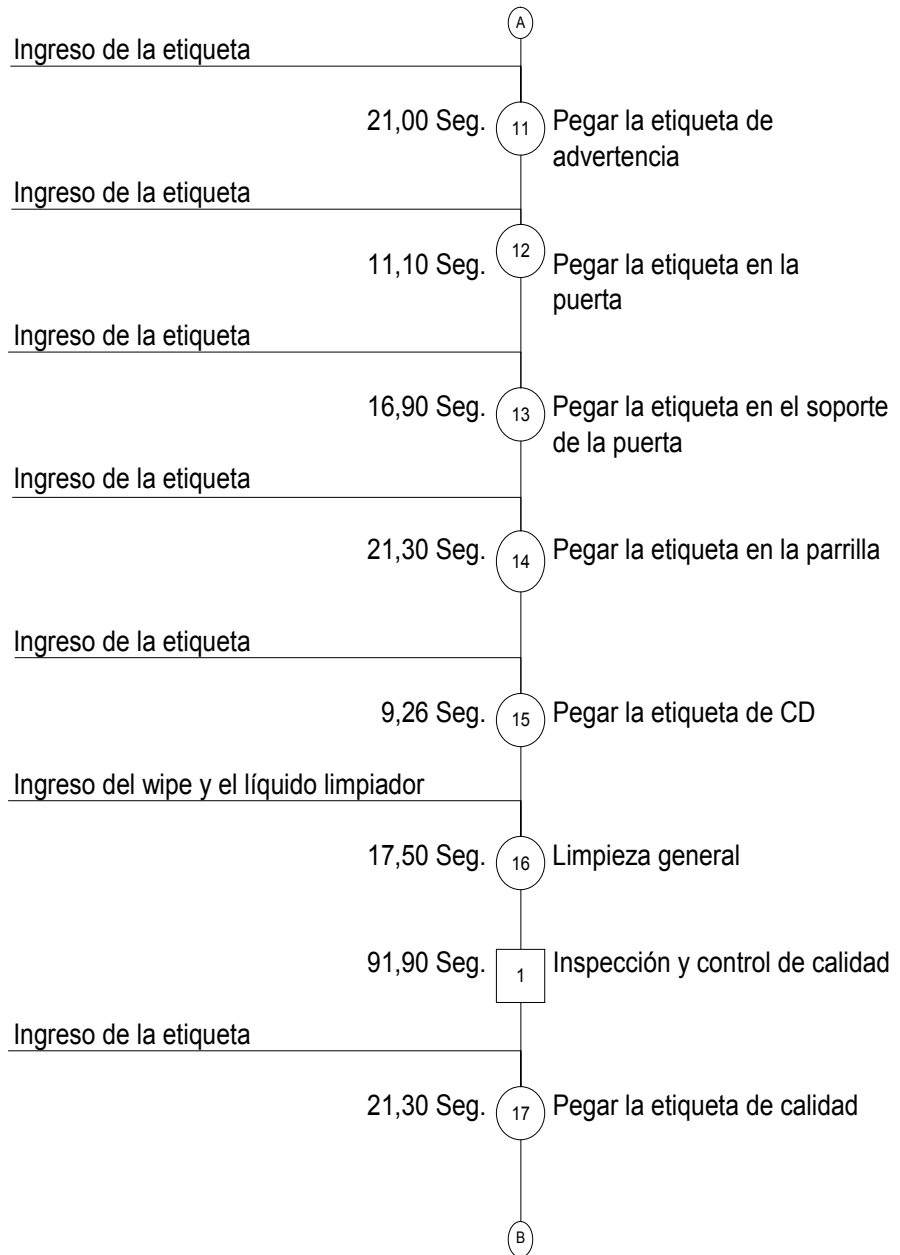 A
Ingreso de la etiqueta
21,00 Seg.
11
Pegar la etiqueta de
advertencia
Ingreso de la etiqueta
11,10 Seg.
12
Pegar la etiqueta en la
puerta
Ingreso de la etiqueta
16,90 Seg.
13
Pegar la etiqueta en el soporte
de la puerta
Ingreso de la etiqueta
21,30 Seg.
14
Pegar la etiqueta en la parrilla
Ingreso de la etiqueta
9,26 Seg.
15
Pegar la etiqueta de CD
Ingreso del wipe y el líquido limpiador
17,50 Seg.
16
Limpieza general
91,90 Seg.
1
Inspección y control de calidad
Ingreso de la etiqueta
21,30 Seg.
17
Pegar la etiqueta de calidad
B